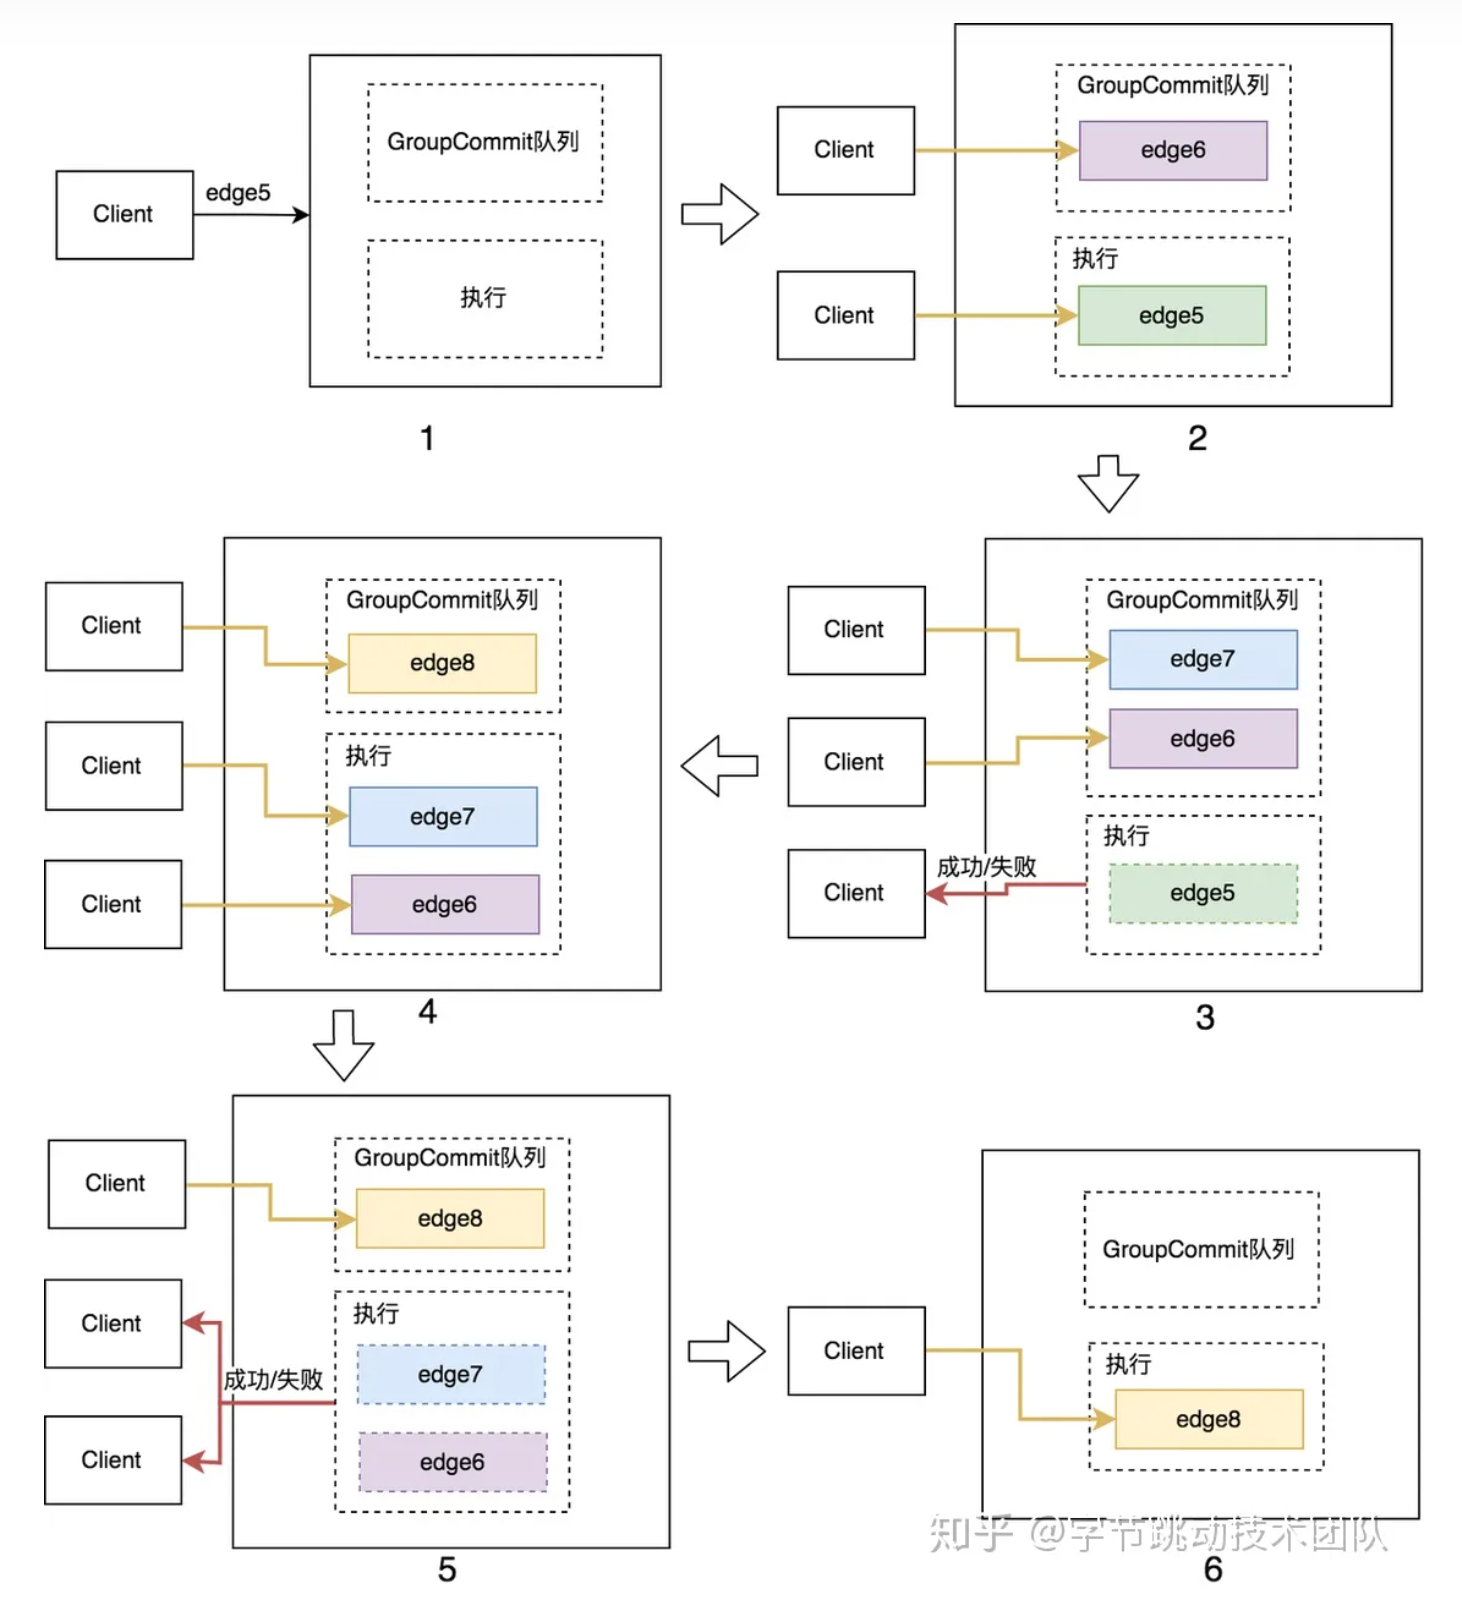 Client
edge5
GroupCommit队列
执行
1
Client
Client
GroupCommit队列
edge6
执行
edge5
2
Client
Client
Client
GroupCommit队列
edge7
edge6
执行
成功/失败
edge5
3
Client
Client
Client
GroupCommit队列
edge8
执行
edge7
edge6
4
Client
Client
Client
GroupCommit队列
edge8
执行
成功/失败
edge7
edge6
5
Client
GroupCommit队列
执行
edge8
6
知乎 @字节跳动技术团队